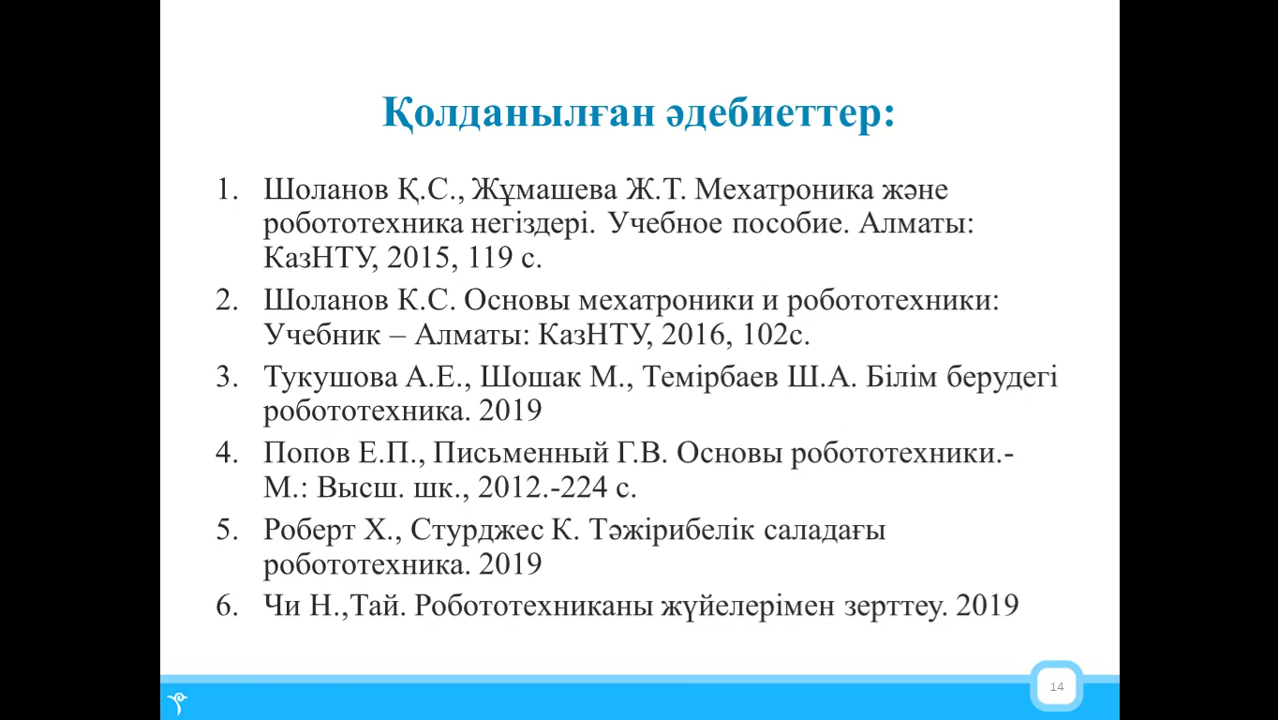 Қолданылған әдебиеттер:
1. Шоланов Қ.С., Жұмашева Ж.Т. Мехатроника және
робототехника негіздері. Учебное пособие. Алматы:
КазНТУ, 2015, 119 с.
2. Шоланов К.С. Основы мехатроники и робототехники:
Учебник – Алматы: КазНТУ, 2016, 102с.
3. Тукушова А.Е., Шошак М., Темірбаев Ш.А. Білім берудегі
робототехника. 2019
4. Попов Е.П., Письменный Г.В. Основы робототехники.-
М.: Высш. шк., 2012.-224 с.
5. Роберт Х., Стурджес К. Тәжірибелік саладағы
робототехника. 2019
6. Чи Н.,Тай. Робототехниканы жүйелерімен зерттеу. 2019
14